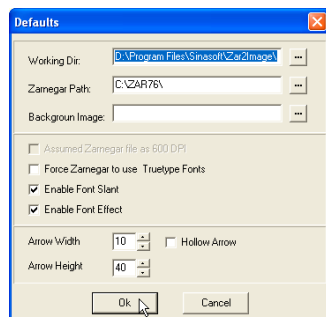 Defaults
Working Dir: D:\Program Files\Sinasoft\Zar2Image\ ...
Zarnegar Path: C:\ZAR76\ ...
Backgroun Image: ...
Assumed Zarnegar file as 600 DPI
Force Zarnegar to use Truetype Fonts
Enable Font Slant
Enable Font Effect
Arrow Width 10 Hollow Arrow
Arrow Height 40
Ok Cancel